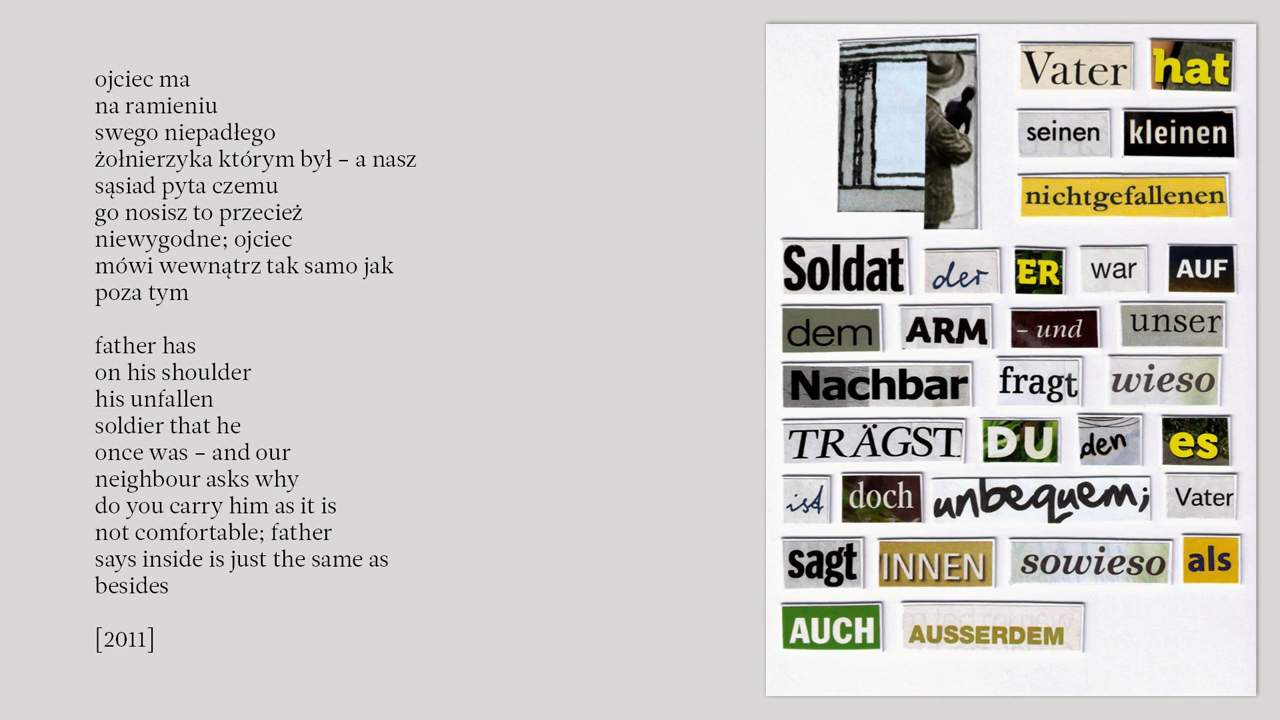 ojciec ma
na ramieniu
swego niepadłego
żołnierzyka którym był – a nasz
sąsiad pyta czemu
go nosisz to przecież
niewygodne; ojciec
mówi wewnątrz tak samo jak
poza tym
father has
on his shoulder
his unfallen
soldier that he
once was – and our
neighbour asks why
do you carry him as it is
not comfortable; father
says inside is just the same as
besides
[2011]
Vater hat
seinen kleinen
nichtgefallenen
Soldat der ER war AUF
dem ARM – und unser
Nachbar fragt wieso
TRÄGST DU den es
ist doch unbequem; Vater
sagt INNEN sowieso als
AUCH AUSSERDEM